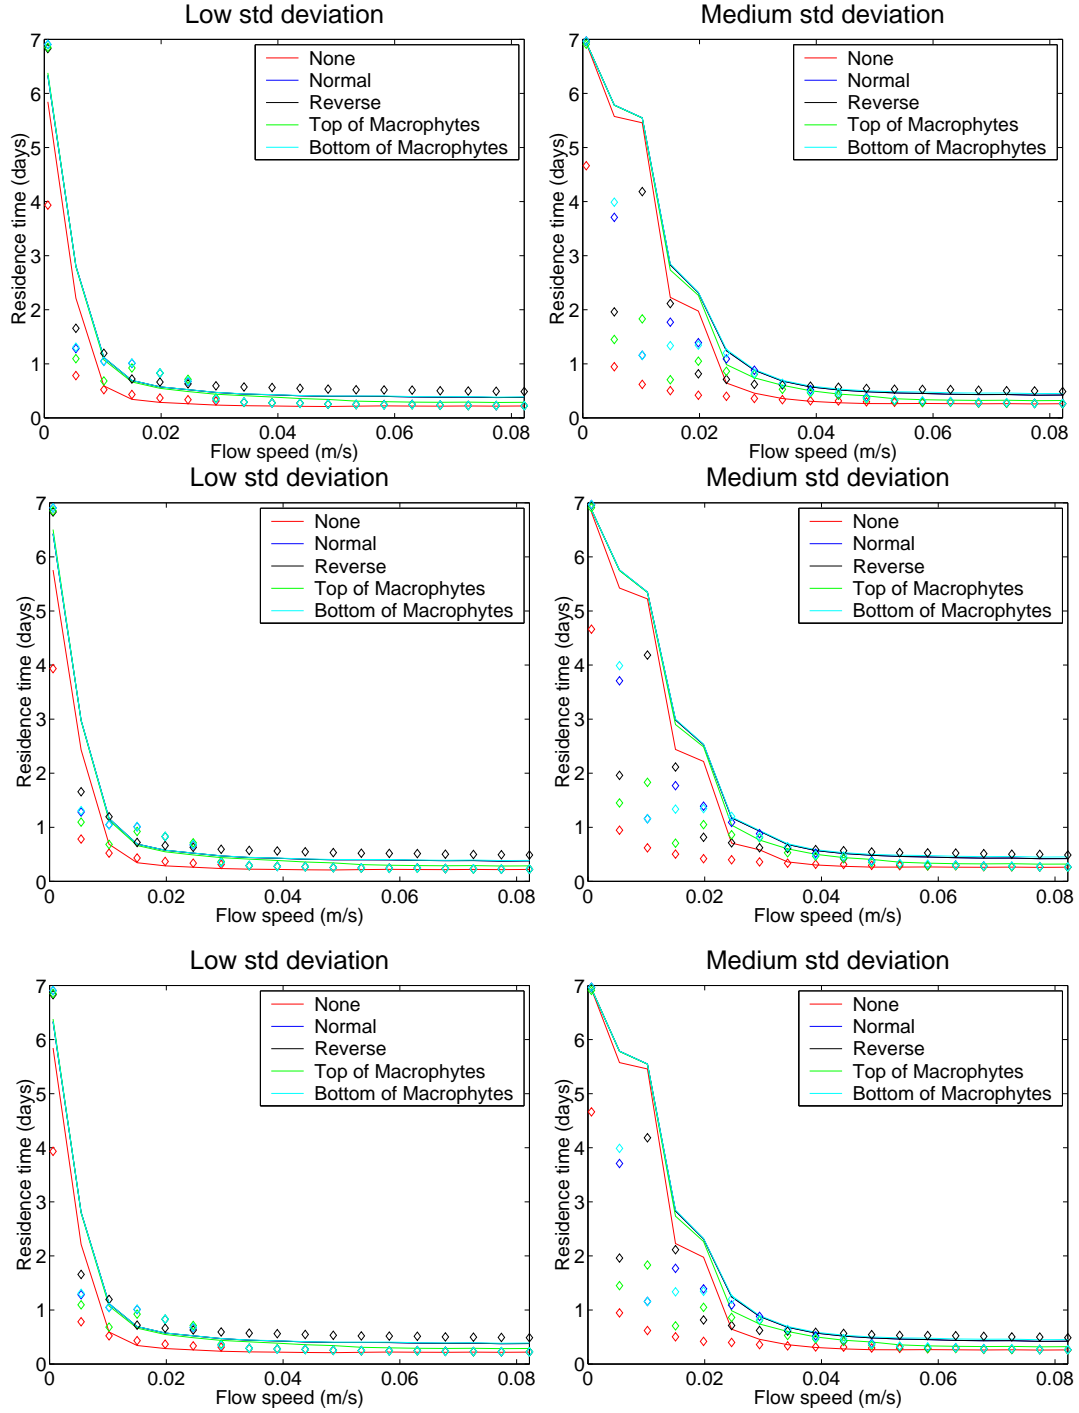 Low std deviation
Residence time (days)
7
6
5
4
3
2
1
0
None
Normal
Reverse
Top of Macrophytes
Bottom of Macrophytes
0 0.02 0.04 0.06 0.08
Flow speed (m/s)
Medium std deviation
Residence time (days)
7
6
5
4
3
2
1
0
None
Normal
Reverse
Top of Macrophytes
Bottom of Macrophytes
0 0.02 0.04 0.06 0.08
Flow speed (m/s)
Low std deviation
Residence time (days)
7
6
5
4
3
2
1
0
None
Normal
Reverse
Top of Macrophytes
Bottom of Macrophytes
0 0.02 0.04 0.06 0.08
Flow speed (m/s)
Medium std deviation
Residence time (days)
7
6
5
4
3
2
1
0
None
Normal
Reverse
Top of Macrophytes
Bottom of Macrophytes
0 0.02 0.04 0.06 0.08
Flow speed (m/s)
Low std deviation
Residence time (days)
7
6
5
4
3
2
1
0
None
Normal
Reverse
Top of Macrophytes
Bottom of Macrophytes
0 0.02 0.04 0.06 0.08
Flow speed (m/s)
Medium std deviation
Residence time (days)
7
6
5
4
3
2
1
0
None
Normal
Reverse
Top of Macrophytes
Bottom of Macrophytes
0 0.02 0.04 0.06 0.08
Flow speed (m/s)